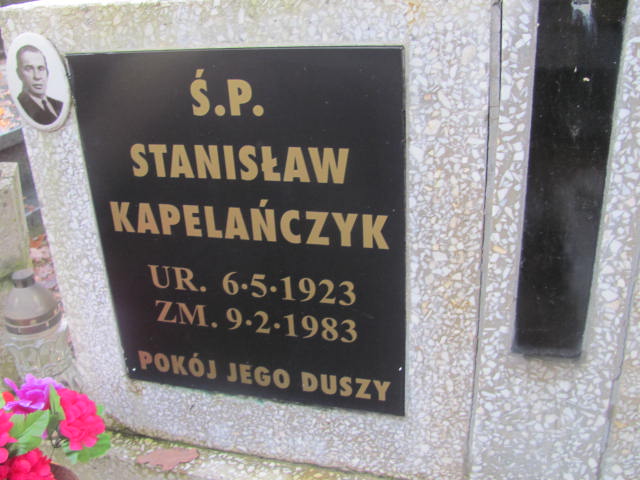 Ś.P.
STANISŁAW
KAPELAŃCZYK
UR. 6·5·1923
ZM. 9·2·1983
POKÓJ JEGO DUSZY